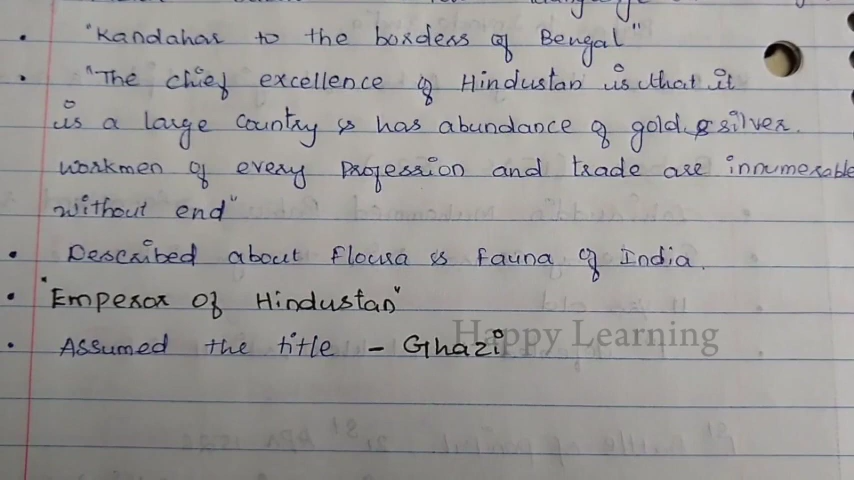 • "Kandahar to the borders of Bengal"
• "The chief excellence of Hindustan is that it
is a large country & has abundance of gold & silver.
workmen of every profession and trade are innumerable
without end"
• Described about Floura & Fauna of India.
• "Emperor Of Hindustan"
• Assumed the title - Ghazi
Happy Learning